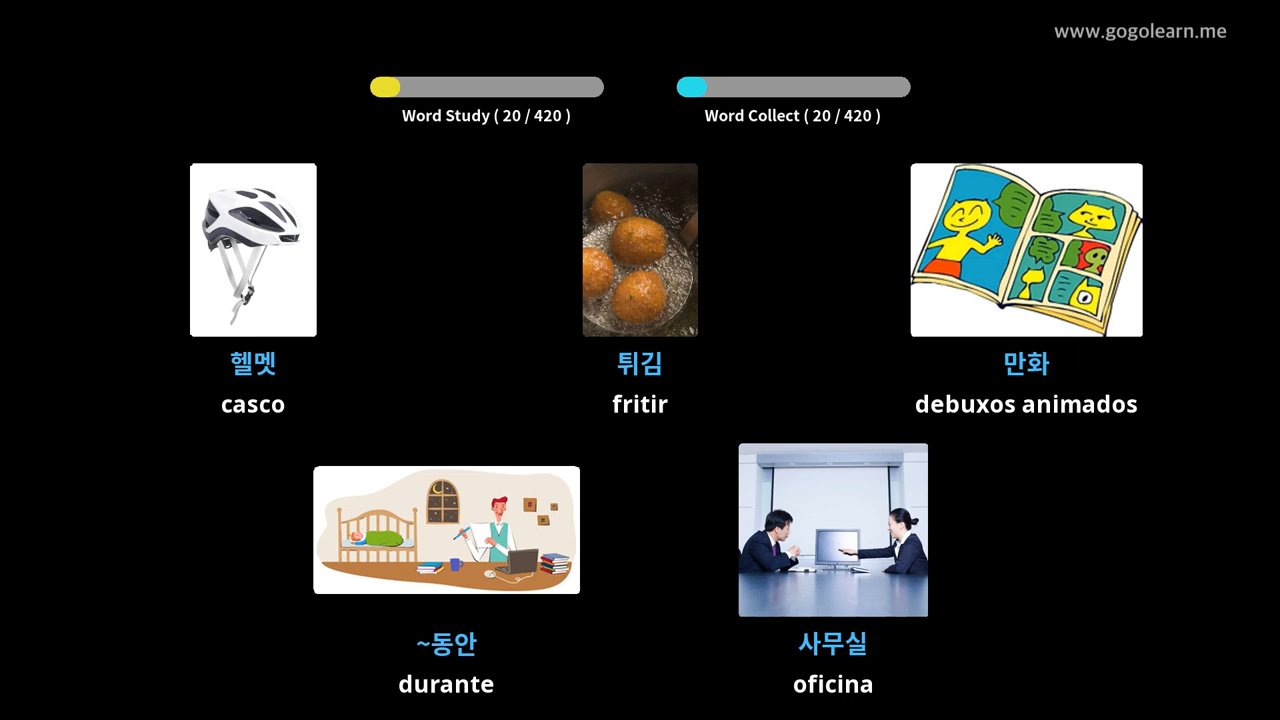 www.gogolearn.me
Word Study ( 20 / 420 )
Word Collect ( 20 / 420 )
헬멧
튀김
만화
casco
fritir
debuxos animados
~동안
사무실
durante
oficina